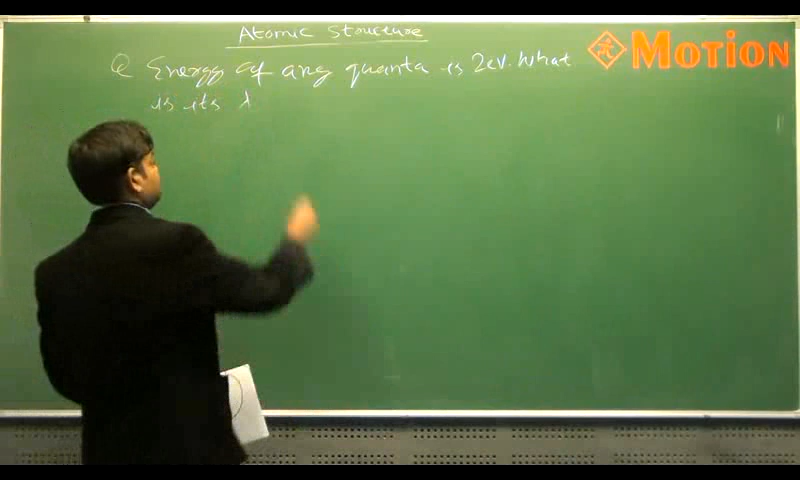 Atomic Structure
MOTION
Q Energy of any quanta is 2eV. What
is its λ